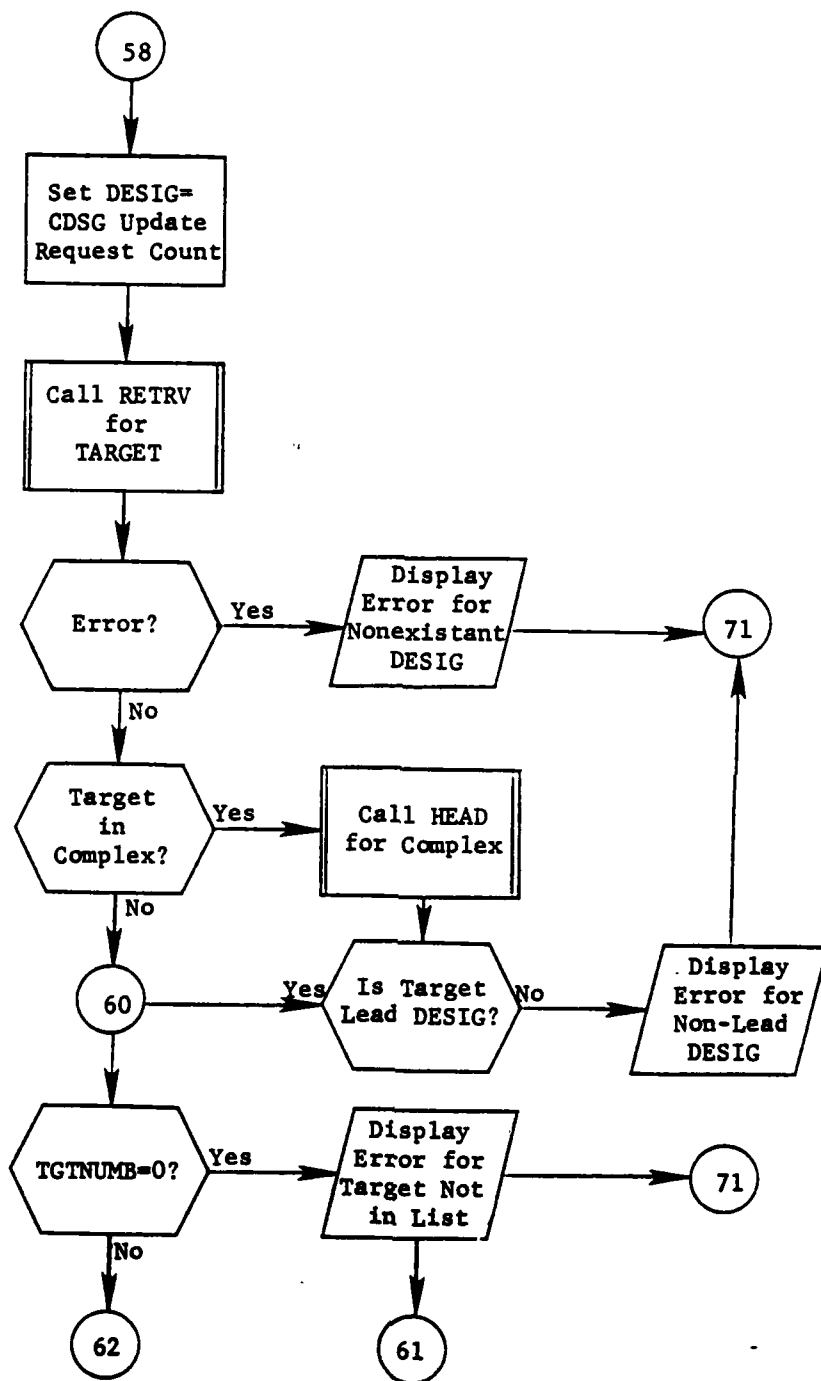 58
Set DESIG=
CDSG Update
Request Count
Call RETRV
for
TARGET
Error?
Yes
Display
Error for
Nonexistant
DESIG
71
No
Target
in
Complex?
Yes
Call HEAD
for Complex
No
60
Yes
Is Target
Lead DESIG?
No
Display
Error for
Non-Lead
DESIG
TGTNUMB=0?
Yes
Display
Error for
Target Not
in List
71
No
62
61